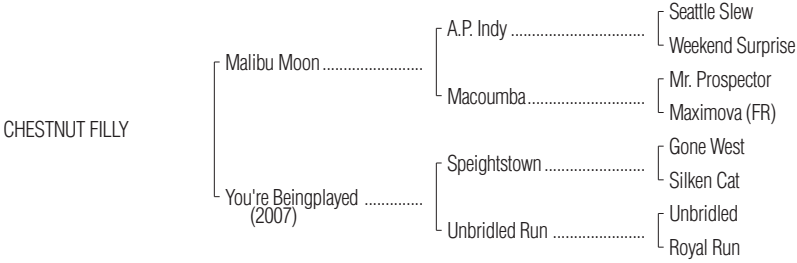 Seattle Slew
A.P. Indy ....................................
Weekend Surprise
Malibu Moon .......................
Mr. Prospector
Macoumba................................
Maximova (FR)
CHESTNUT FILLY
Gone West
Speightstown ...........................
Silken Cat
You're Beingplayed .............
(2007)
Unbridled
Unbridled Run .........................
Royal Run